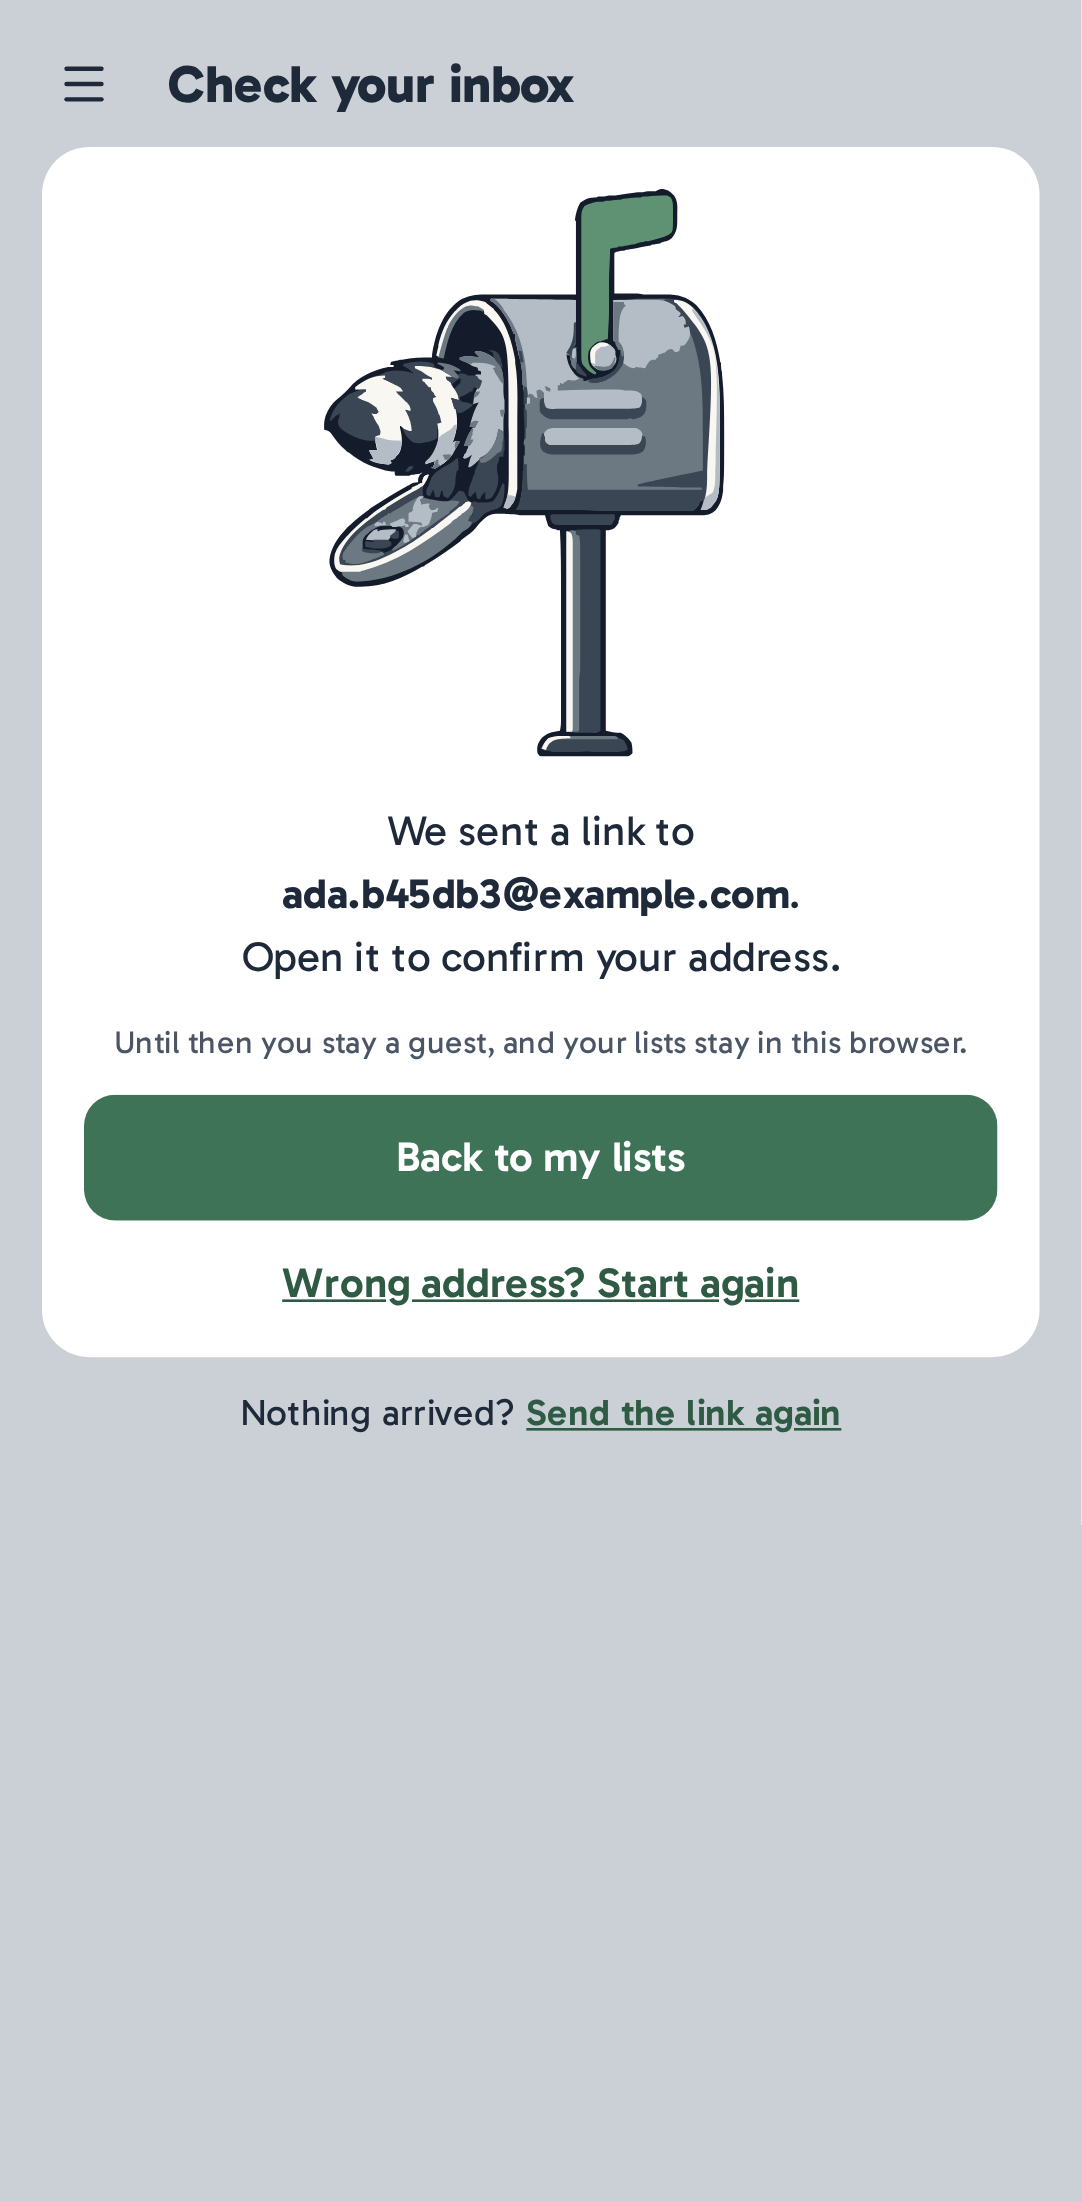 Check your inbox
We sent a link to
ada.b45db3@example.com.
Open it to confirm your address.
Until then you stay a guest, and your lists stay in this browser.
Back to my lists
Wrong address? Start again
Nothing arrived? Send the link again